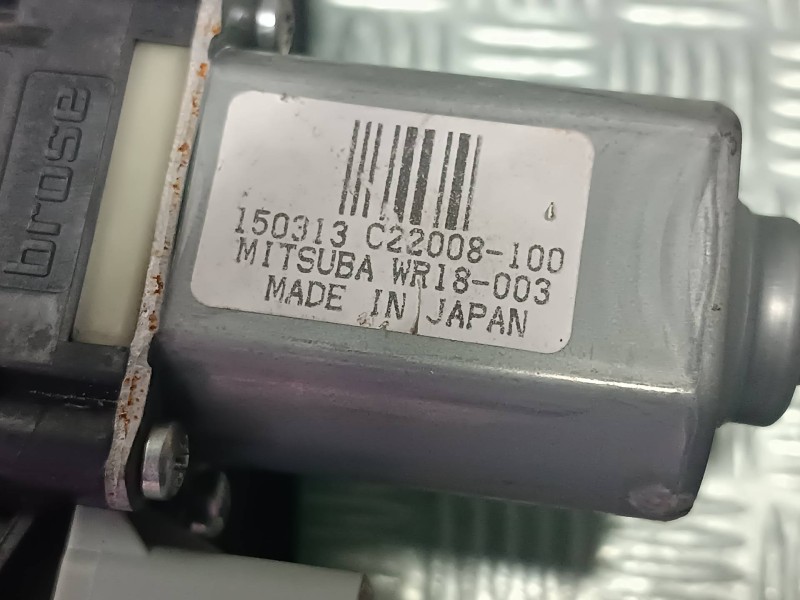 brose
150313 C22008-100
MITSUBA WR18-003
MADE IN JAPAN